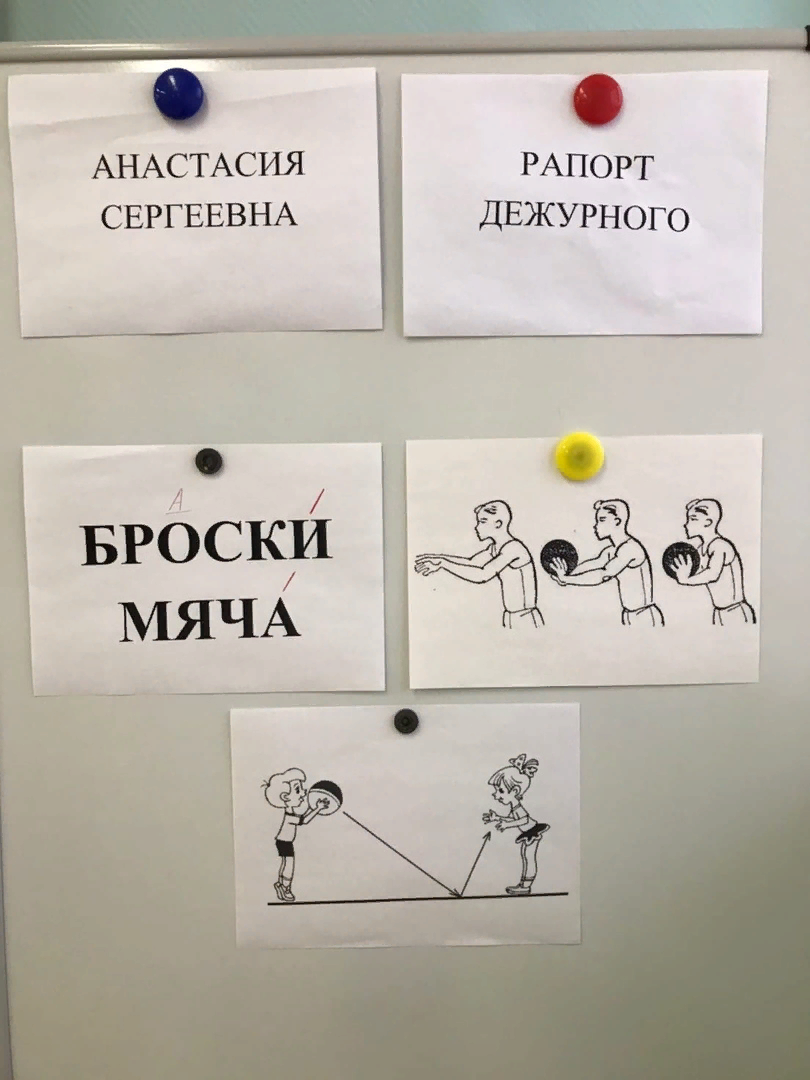 АНАСТАСИЯ
СЕРГЕЕВНА
РАПОРТ
ДЕЖУРНОГО
А
БРОСКИ́
МЯЧА́